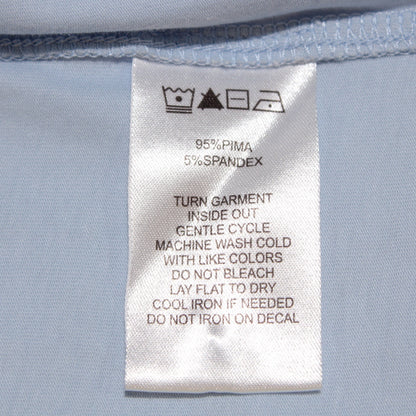 95%PIMA
5%SPANDEX
TURN GARMENT
INSIDE OUT
GENTLE CYCLE
MACHINE WASH COLD
WITH LIKE COLORS
DO NOT BLEACH
LAY FLAT TO DRY
COOL IRON IF NEEDED
DO NOT IRON ON DECAL